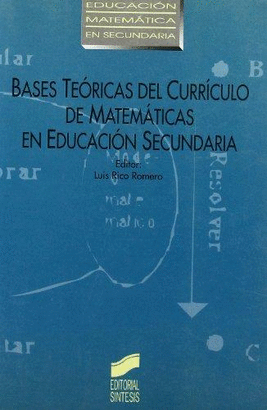 EDUCACIÓN
MATEMÁTICA
EN SECUNDARIA
BASES TEÓRICAS DEL CURRÍCULO
DE MATEMÁTICAS
EN EDUCACIÓN SECUNDARIA
Editor:
Luis Rico Romero
Resolver
EDITORIAL
SINTESIS